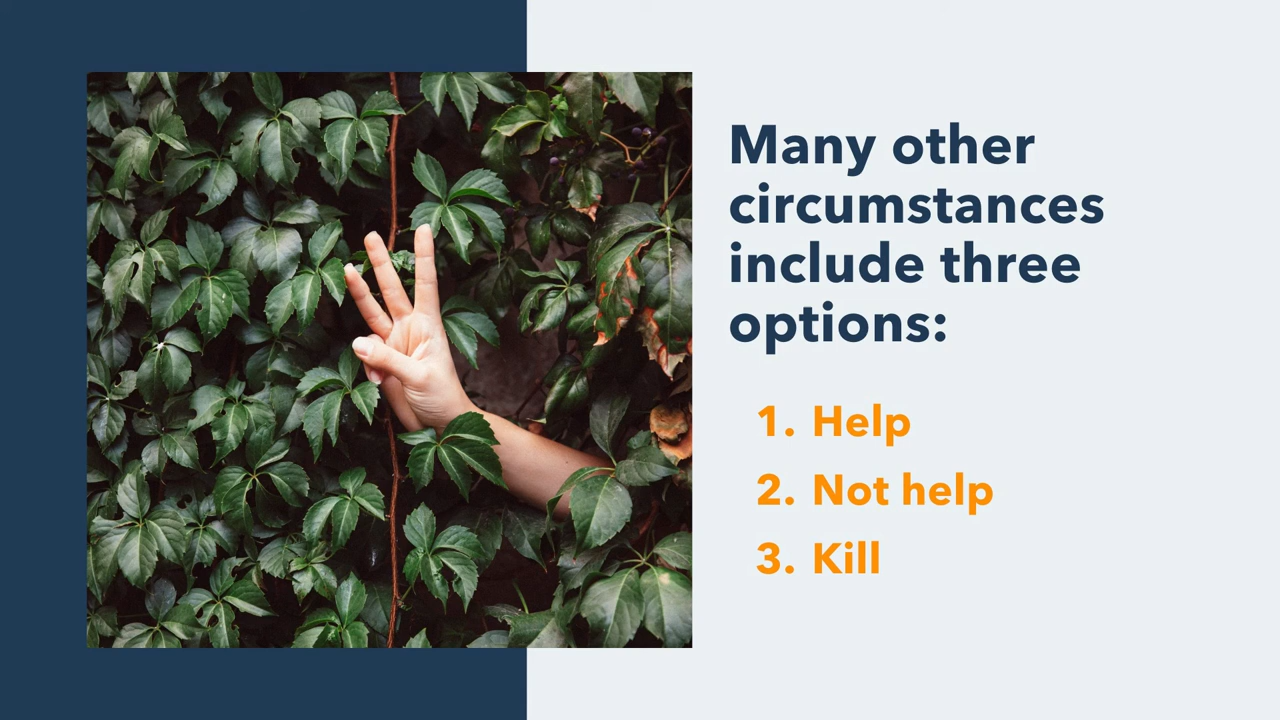 Many other
circumstances
include three
options:
1. Help
2. Not help
3. Kill